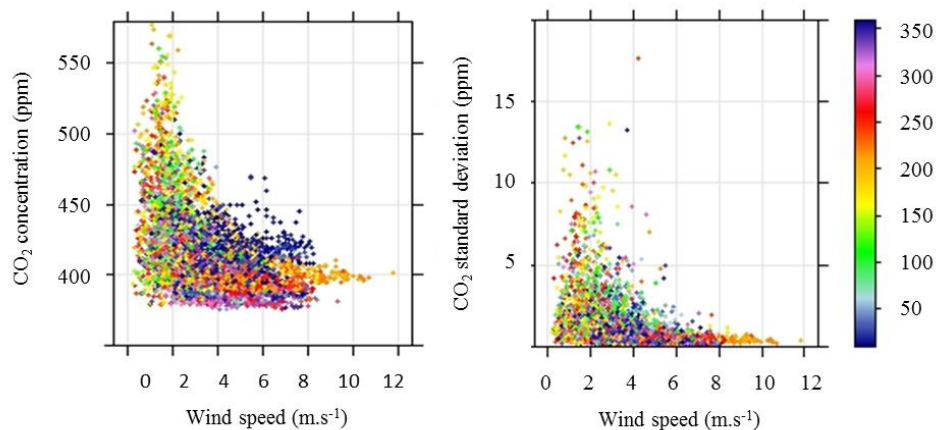 CO₂ concentration (ppm)
550
500
450
400
0 2 4 6 8 10 12
Wind speed (m.s⁻¹)
CO₂ standard deviation (ppm)
15
10
5
0 2 4 6 8 10 12
Wind speed (m.s⁻¹)
350
300
250
200
150
100
50